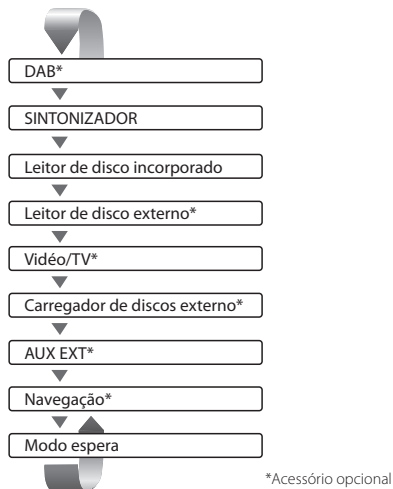 DAB*
SINTONIZADOR
Leitor de disco incorporado
Leitor de disco externo*
Vidéo/TV*
Carregador de discos externo*
AUX EXT*
Navegação*
Modo espera
*Acessório opcional